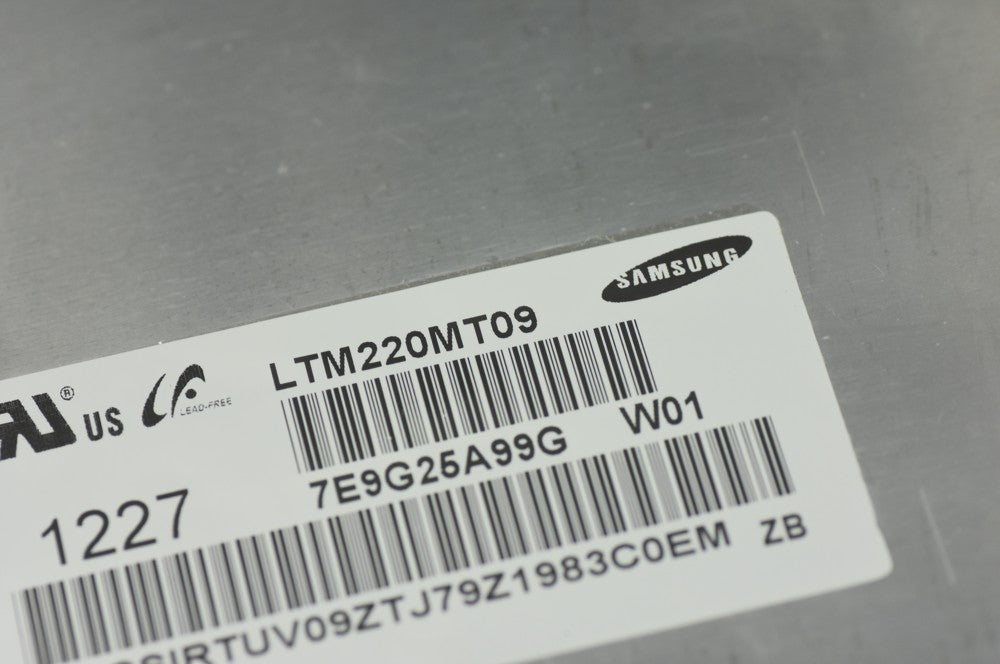 SAMSUNG
LTM220MT09
US
LEAD-FREE
7E9G25A99G W01
1227
SIRTUV09ZTJ79Z1983C0EM ZB